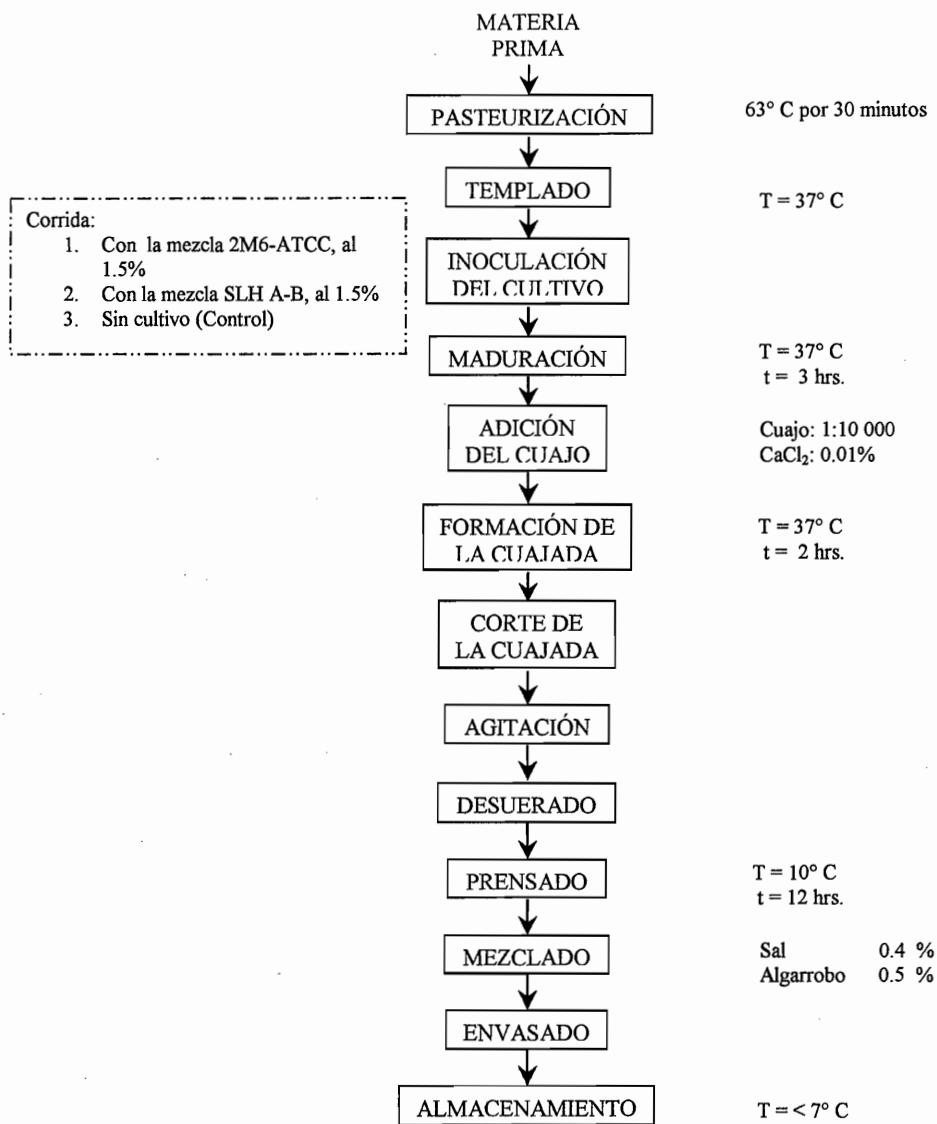 MATERIA
PRIMA
PASTEURIZACIÓN
63° C por 30 minutos
TEMPLADO
T = 37° C
Corrida:
1. Con la mezcla 2M6-ATCC, al
1.5%
2. Con la mezcla SLH A-B, al 1.5%
3. Sin cultivo (Control)
INOCULACIÓN
DEL CULTIVO
MADURACIÓN
T = 37° C
t = 3 hrs.
ADICIÓN
DEL CUAJO
Cuajo: 1:10 000
CaCl₂: 0.01%
FORMACIÓN DE
LA CUAJADA
T = 37° C
t = 2 hrs.
CORTE DE
LA CUAJADA
AGITACIÓN
DESUERADO
PRENSADO
T = 10° C
t = 12 hrs.
MEZCLADO
Sal 0.4 %
Algarrobo 0.5 %
ENVASADO
ALMACENAMIENTO
T = < 7° C